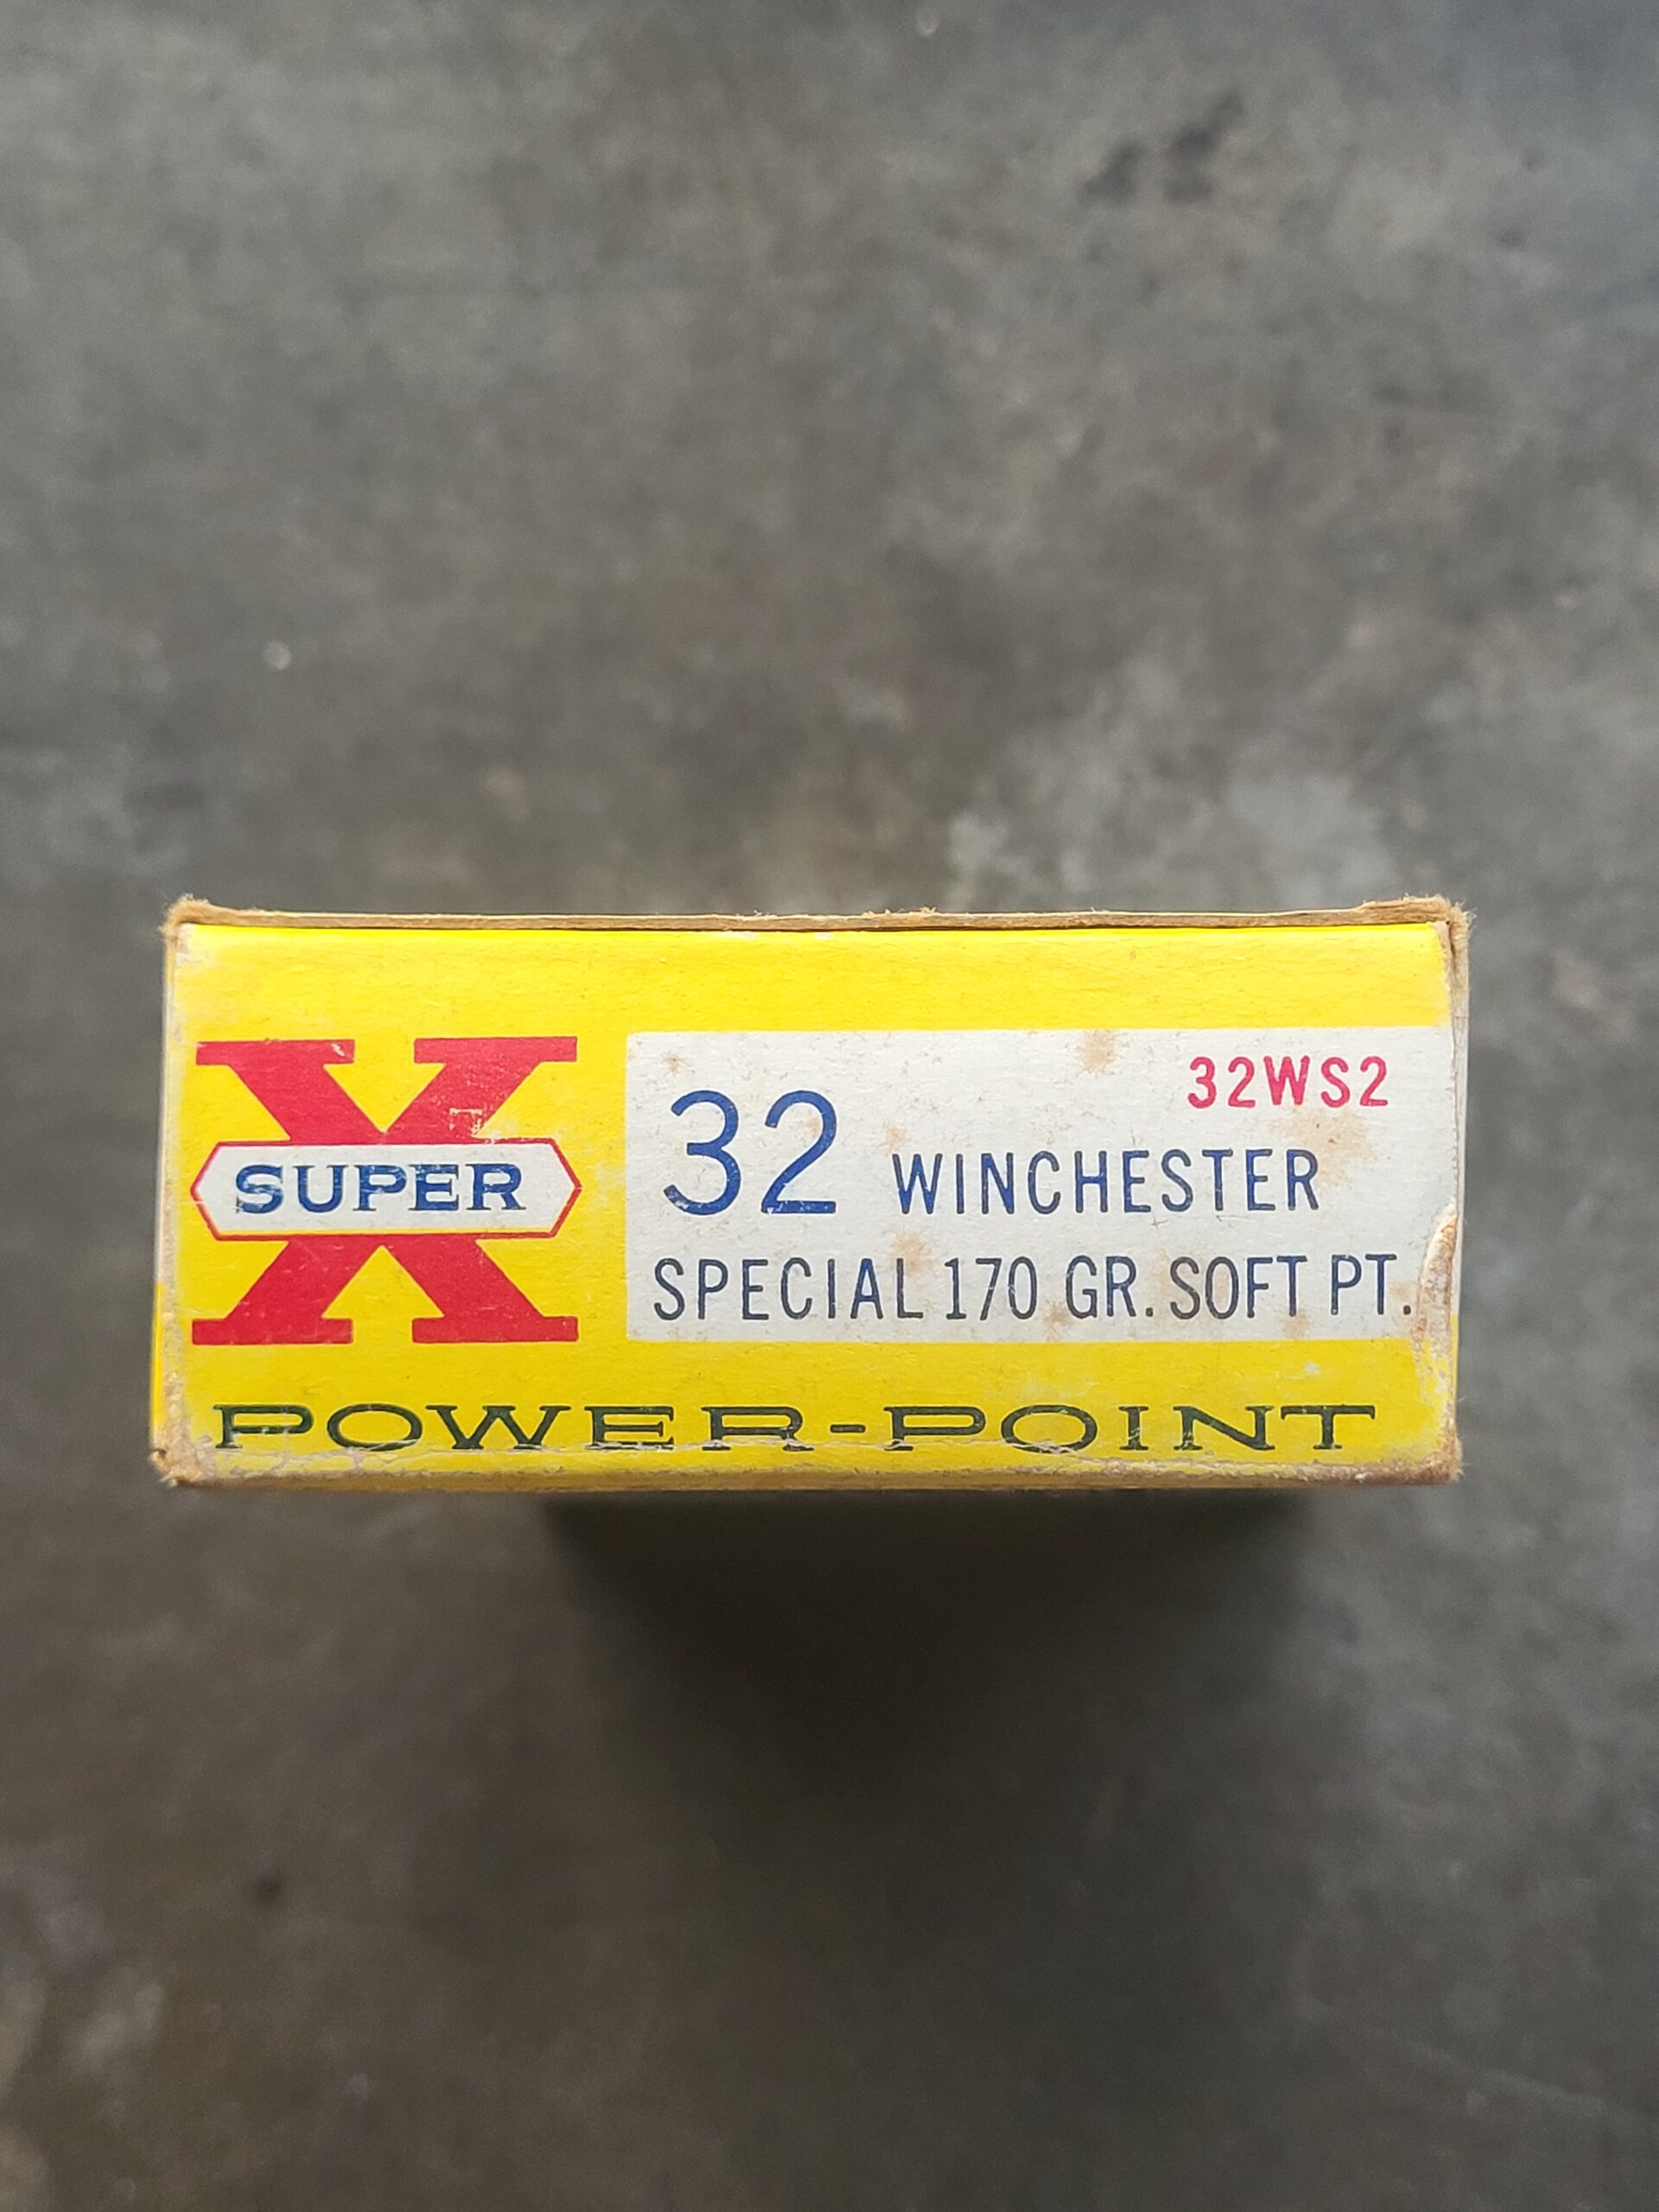 X
SUPER
32WS2
32 WINCHESTER
SPECIAL 170 GR. SOFT PT.
POWER-POINT